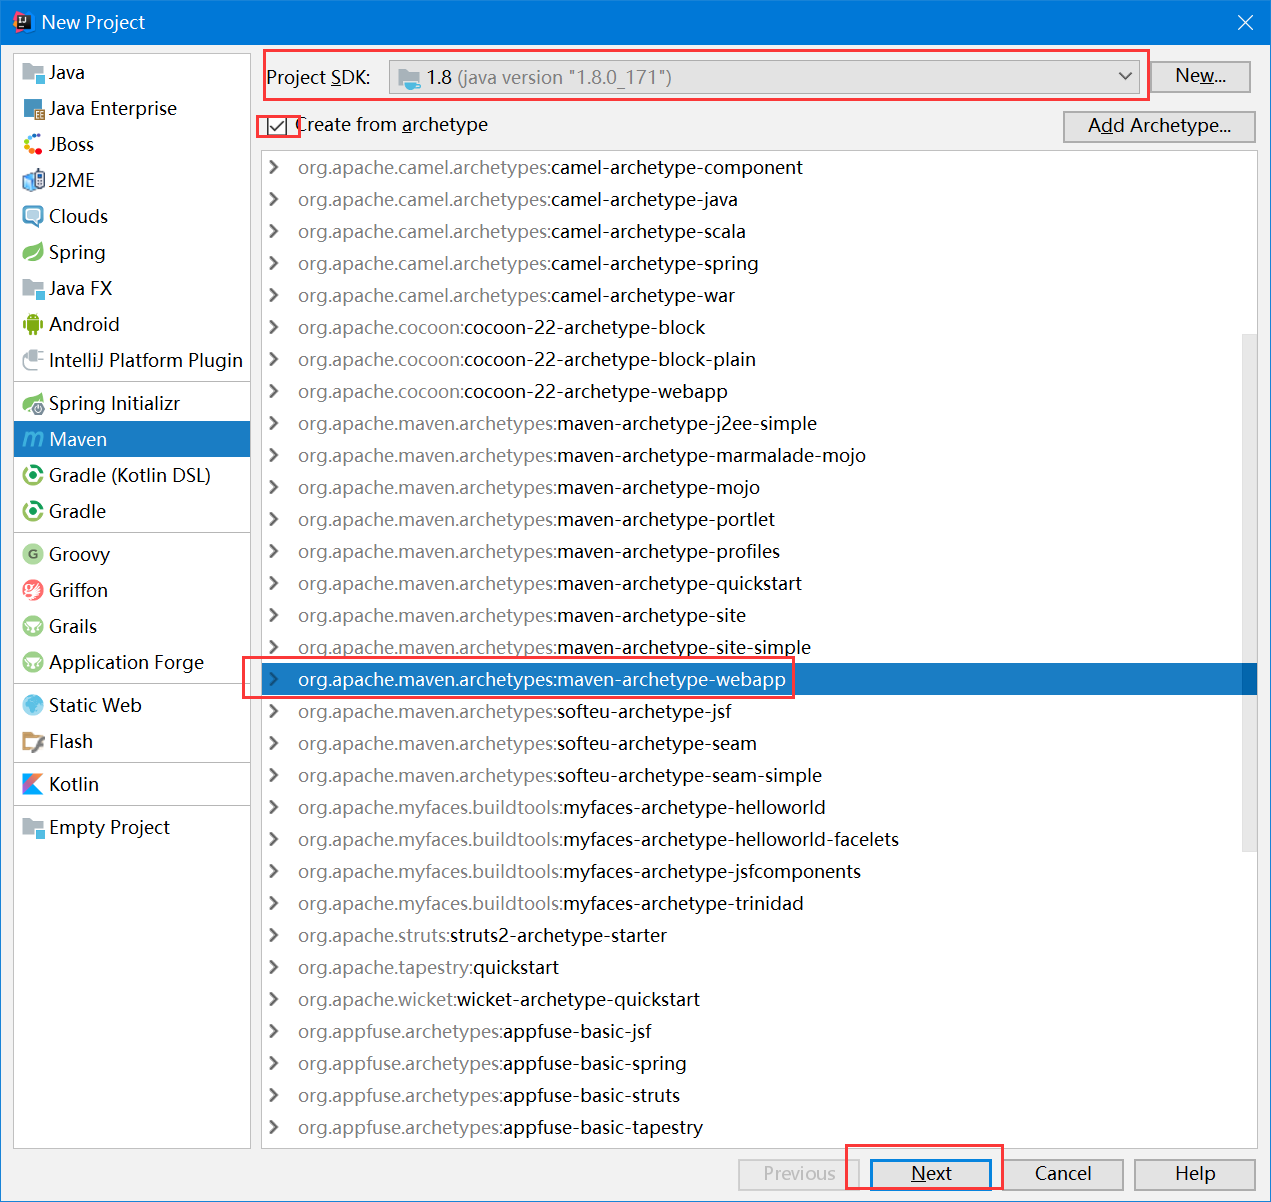 New Project
Java
Java Enterprise
JBoss
J2ME
Clouds
Spring
Java FX
Android
IntelliJ Platform Plugin
Spring Initializr
Maven
Gradle (Kotlin DSL)
Gradle
Groovy
Griffon
Grails
Application Forge
Static Web
Flash
Kotlin
Empty Project
Project SDK: 1.8 (java version "1.8.0_171") New...
Create from archetype Add Archetype...
org.apache.camel.archetypes:camel-archetype-component
org.apache.camel.archetypes:camel-archetype-java
org.apache.camel.archetypes:camel-archetype-scala
org.apache.camel.archetypes:camel-archetype-spring
org.apache.camel.archetypes:camel-archetype-war
org.apache.cocoon:cocoon-22-archetype-block
org.apache.cocoon:cocoon-22-archetype-block-plain
org.apache.cocoon:cocoon-22-archetype-webapp
org.apache.maven.archetypes:maven-archetype-j2ee-simple
org.apache.maven.archetypes:maven-archetype-marmalade-mojo
org.apache.maven.archetypes:maven-archetype-mojo
org.apache.maven.archetypes:maven-archetype-portlet
org.apache.maven.archetypes:maven-archetype-profiles
org.apache.maven.archetypes:maven-archetype-quickstart
org.apache.maven.archetypes:maven-archetype-site
org.apache.maven.archetypes:maven-archetype-site-simple
org.apache.maven.archetypes:maven-archetype-webapp
org.apache.maven.archetypes:softeu-archetype-jsf
org.apache.maven.archetypes:softeu-archetype-seam
org.apache.maven.archetypes:softeu-archetype-seam-simple
org.apache.myfaces.buildtools:myfaces-archetype-helloworld
org.apache.myfaces.buildtools:myfaces-archetype-helloworld-facelets
org.apache.myfaces.buildtools:myfaces-archetype-jsfcomponents
org.apache.myfaces.buildtools:myfaces-archetype-trinidad
org.apache.struts:struts2-archetype-starter
org.apache.tapestry:quickstart
org.apache.wicket:wicket-archetype-quickstart
org.appfuse.archetypes:appfuse-basic-jsf
org.appfuse.archetypes:appfuse-basic-spring
org.appfuse.archetypes:appfuse-basic-struts
org.appfuse.archetypes:appfuse-basic-tapestry
Previous Next Cancel Help